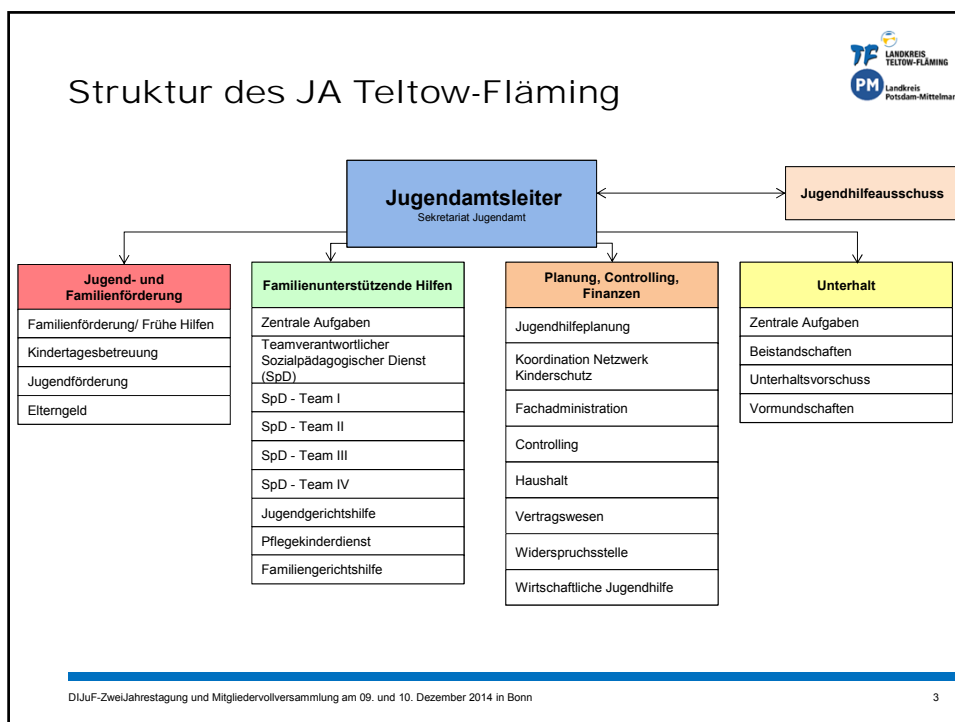 TF LANDKREIS
TELTOW-FLÄMING
PM Landkreis
Potsdam-Mittelmar
Struktur des JA Teltow-Fläming
Jugendamtsleiter
Sekretariat Jugendamt
Jugendhilfeausschuss
Jugend- und
Familienförderung
Familienförderung/ Frühe Hilfen
Kindertagesbetreuung
Jugendförderung
Elterngeld
Familienunterstützende Hilfen
Zentrale Aufgaben
Teamverantwortlicher
Sozialpädagogischer Dienst
(SpD)
SpD - Team I
SpD - Team II
SpD - Team III
SpD - Team IV
Jugendgerichtshilfe
Pflegekinderdienst
Familiengerichtshilfe
Planung, Controlling,
Finanzen
Jugendhilfeplanung
Koordination Netzwerk
Kinderschutz
Fachadministration
Controlling
Haushalt
Vertragswesen
Widerspruchsstelle
Wirtschaftliche Jugendhilfe
Unterhalt
Zentrale Aufgaben
Beistandschaften
Unterhaltsvorschuss
Vormundschaften
DIJuF-ZweiJahrestagung und Mitgliedervollversammlung am 09. und 10. Dezember 2014 in Bonn
3